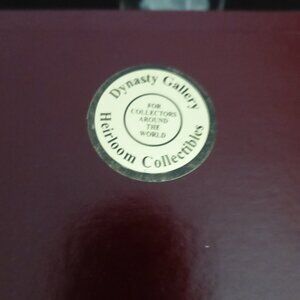 Dynasty Gallery
FOR
COLLECTORS
AROUND
THE
WORLD
Heirloom Collectibles